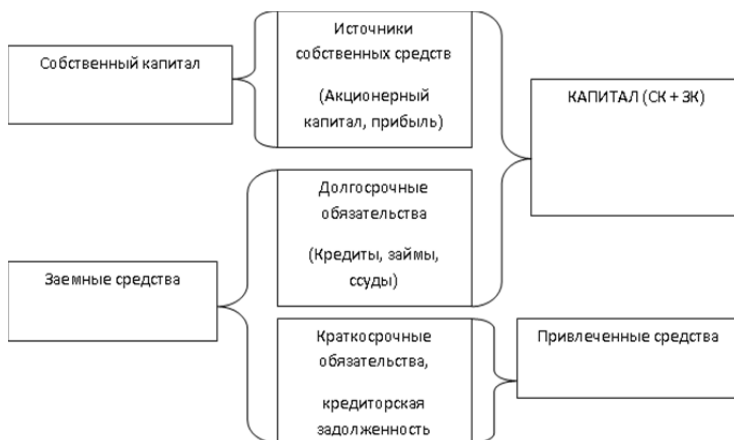 Собственный капитал
Источники
собственных средств
(Акционерный
капитал, прибыль)
КАПИТАЛ (СК + ЗК)
Заемные средства
Долгосрочные
обязательства
(Кредиты, займы,
ссуды)
Краткосрочные
обязательства,
кредиторская
задолженность
Привлеченные средства